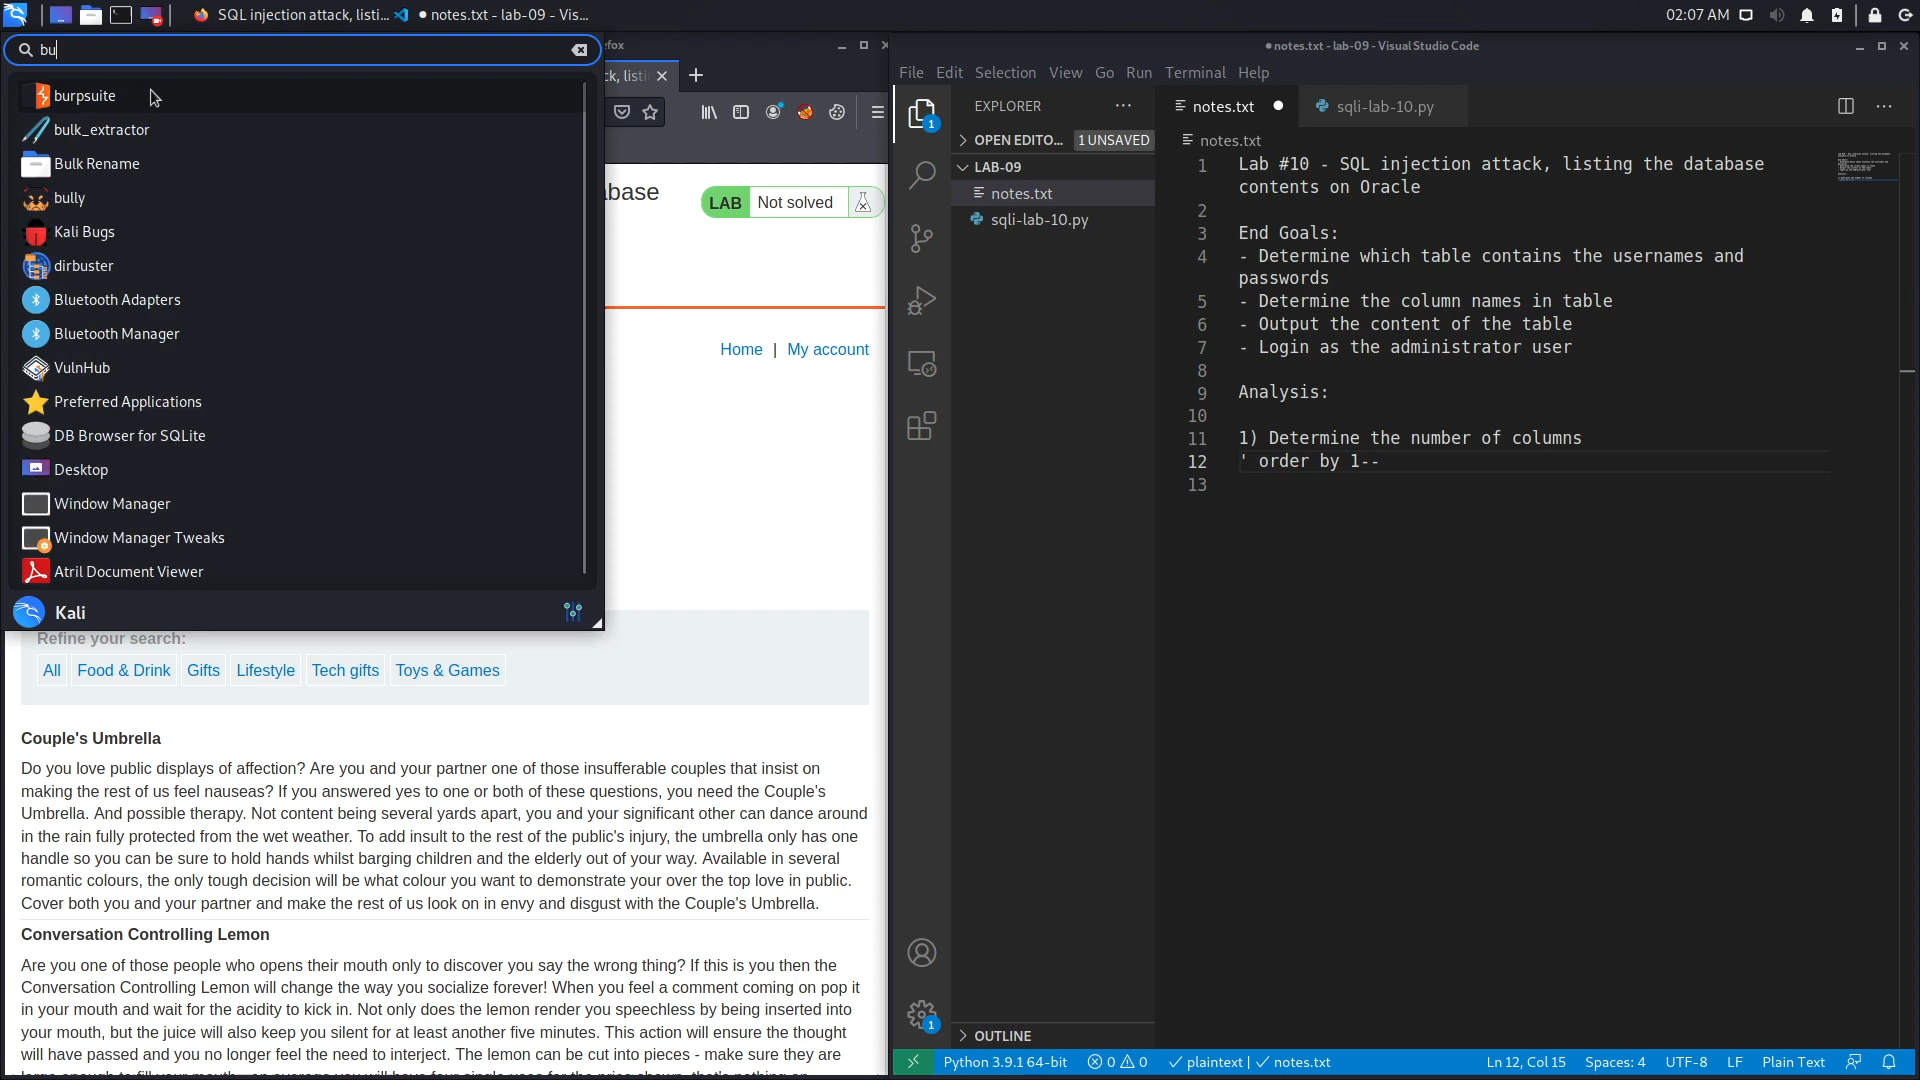 SQL injection attack, listi...
notes.txt - lab-09 - Vis...
02:07 AM
bu
efox
notes.txt - lab-09 - Visual Studio Code
burpsuite
bulk_extractor
Bulk Rename
bully
Kali Bugs
dirbuster
Bluetooth Adapters
Bluetooth Manager
VulnHub
Preferred Applications
DB Browser for SQLite
Desktop
Window Manager
Window Manager Tweaks
Atril Document Viewer
Kali
LAB Not solved
Home | My account
Refine your search:
All Food & Drink Gifts Lifestyle Tech gifts Toys & Games
Couple's Umbrella
Do you love public displays of affection? Are you and your partner one of those insufferable couples that insist on
making the rest of us feel nauseas? If you answered yes to one or both of these questions, you need the Couple's
Umbrella. And possible therapy. Not content being several yards apart, you and your significant other can dance around
in the rain fully protected from the wet weather. To add insult to the rest of the public's injury, the umbrella only has one
handle so you can be sure to hold hands whilst barging children and the elderly out of your way. Available in several
romantic colours, the only tough decision will be what colour you want to demonstrate your over the top love in public.
Cover both you and your partner and make the rest of us look on in envy and disgust with the Couple's Umbrella.
Conversation Controlling Lemon
Are you one of those people who opens their mouth only to discover you say the wrong thing? If this is you then the
Conversation Controlling Lemon will change the way you socialize forever! When you feel a comment coming on pop it
in your mouth and wait for the acidity to kick in. Not only does the lemon render you speechless by being inserted into
your mouth, but the juice will also keep you silent for at least another five minutes. This action will ensure the thought
will have passed and you no longer feel the need to interject. The lemon can be cut into pieces - make sure they are
File Edit Selection View Go Run Terminal Help
EXPLORER
OPEN EDITO... 1 UNSAVED
LAB-09
notes.txt
sqli-lab-10.py
OUTLINE
notes.txt
sqli-lab-10.py
notes.txt
1 Lab #10 - SQL injection attack, listing the database
contents on Oracle
2
3 End Goals:
4 - Determine which table contains the usernames and
passwords
5 - Determine the column names in table
6 - Output the content of the table
7 - Login as the administrator user
8
9 Analysis:
10
11 1) Determine the number of columns
12 ' order by 1--
13
1
1
Python 3.9.1 64-bit 0 0 plaintext | notes.txt Ln 12, Col 15 Spaces: 4 UTF-8 LF Plain Text